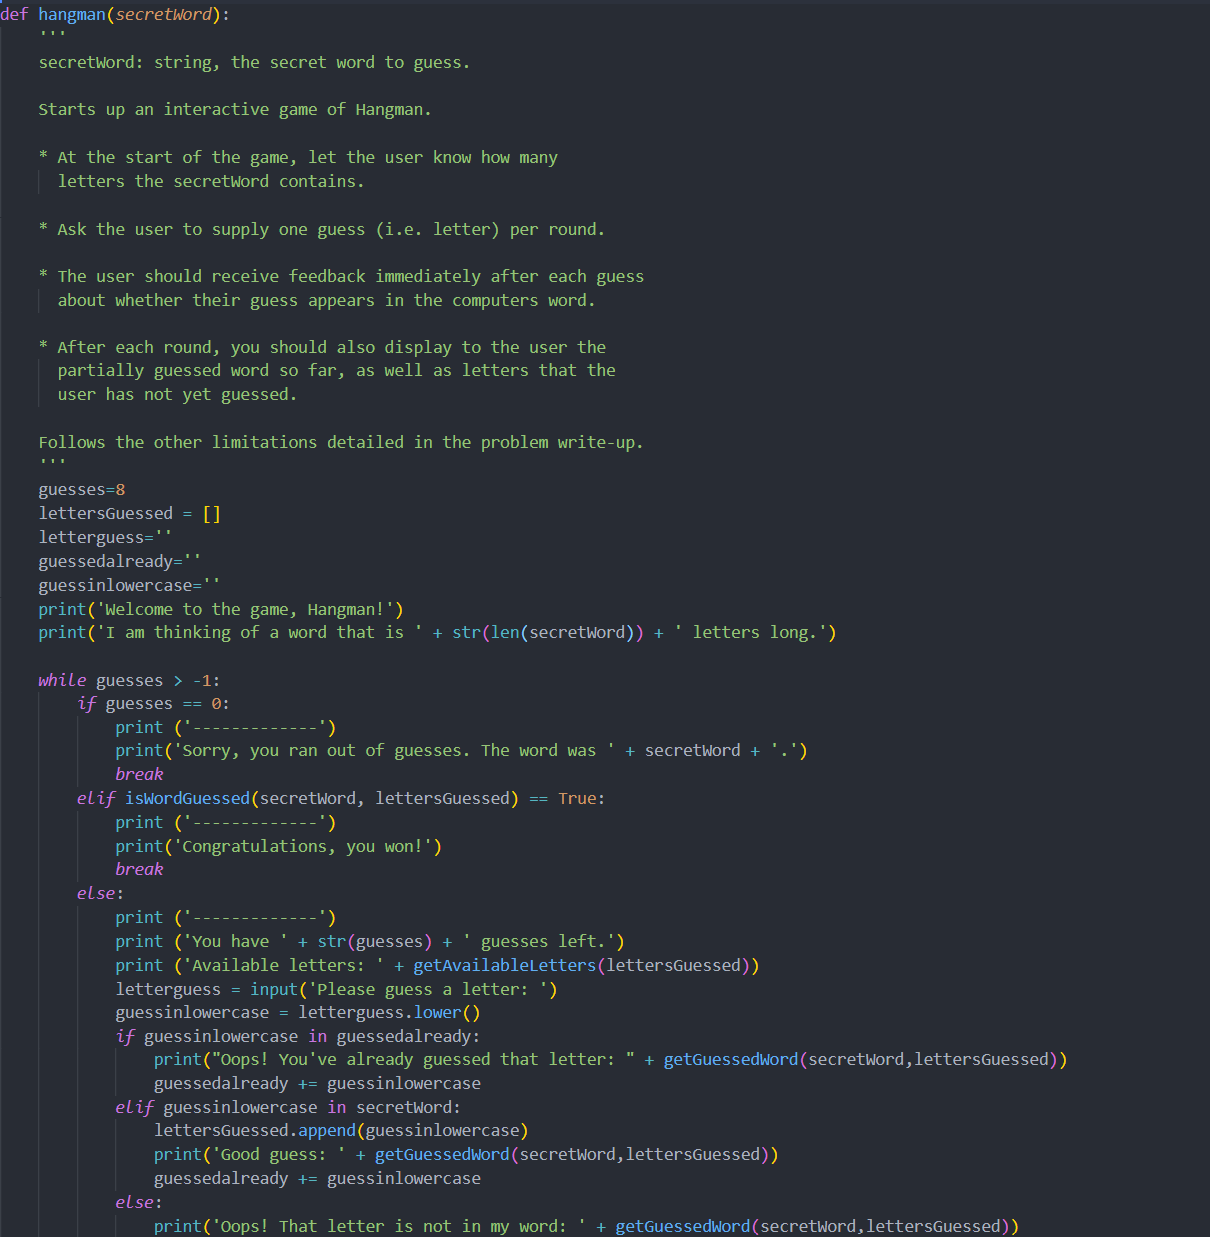 def hangman(secretWord):
    '''
    secretWord: string, the secret word to guess.

    Starts up an interactive game of Hangman.

    * At the start of the game, let the user know how many
      letters the secretWord contains.

    * Ask the user to supply one guess (i.e. letter) per round.

    * The user should receive feedback immediately after each guess
      about whether their guess appears in the computers word.

    * After each round, you should also display to the user the
      partially guessed word so far, as well as letters that the
      user has not yet guessed.

    Follows the other limitations detailed in the problem write-up.
    '''
    guesses=8
    lettersGuessed = []
    letterguess=''
    guessedalready=''
    guessinlowercase=''
    print('Welcome to the game, Hangman!')
    print('I am thinking of a word that is ' + str(len(secretWord)) + ' letters long.')

    while guesses > -1:
        if guesses == 0:
            print ('-------------')
            print('Sorry, you ran out of guesses. The word was ' + secretWord + '.')
            break
        elif isWordGuessed(secretWord, lettersGuessed) == True:
            print ('-------------')
            print('Congratulations, you won!')
            break
        else:
            print ('-------------')
            print ('You have ' + str(guesses) + ' guesses left.')
            print ('Available letters: ' + getAvailableLetters(lettersGuessed))
            letterguess = input('Please guess a letter: ')
            guessinlowercase = letterguess.lower()
            if guessinlowercase in guessedalready:
                print("Oops! You've already guessed that letter: " + getGuessedWord(secretWord,lettersGuessed))
                guessedalready += guessinlowercase
            elif guessinlowercase in secretWord:
                lettersGuessed.append(guessinlowercase)
                print('Good guess: ' + getGuessedWord(secretWord,lettersGuessed))
                guessedalready += guessinlowercase
            else:
                print('Oops! That letter is not in my word: ' + getGuessedWord(secretWord,lettersGuessed))